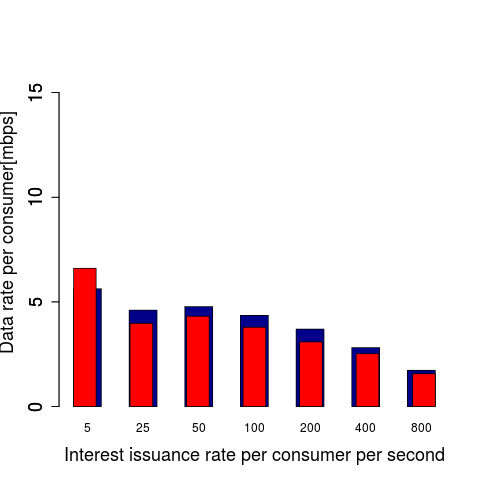 Data rate per consumer[mbps]
15
10
5
0
5 25 50 100 200 400 800
Interest issuance rate per consumer per second